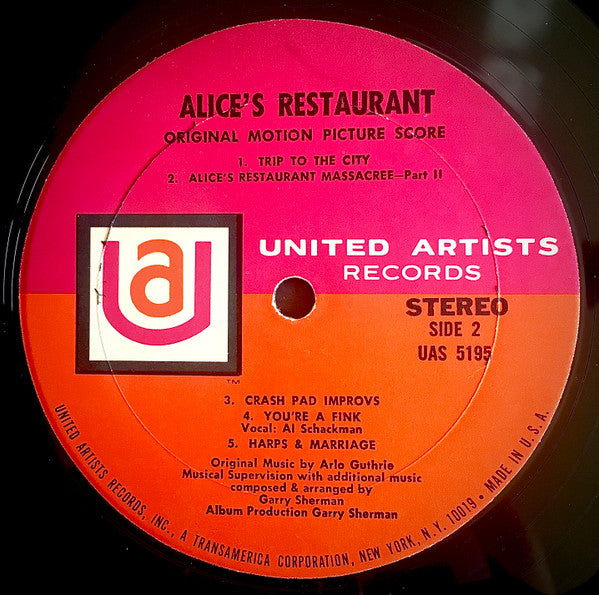 ALICE'S RESTAURANT
ORIGINAL MOTION PICTURE SCORE
1. TRIP TO THE CITY
2. ALICE'S RESTAURANT MASSACREE—Part II
ua
UNITED ARTISTS
RECORDS
STEREO
SIDE 2
UAS 5195
TM
3. CRASH PAD IMPROVS
4. YOU'RE A FINK
Vocal: Al Schackman
5. HARPS & MARRIAGE
Original Music by Arlo Guthrie
Musical Supervision with additional music
composed & arranged by
Garry Sherman
Album Production Garry Sherman
UNITED ARTISTS RECORDS, INC., A TRANSAMERICA CORPORATION, NEW YORK, N.Y. 10019 • MADE IN U.S.A.